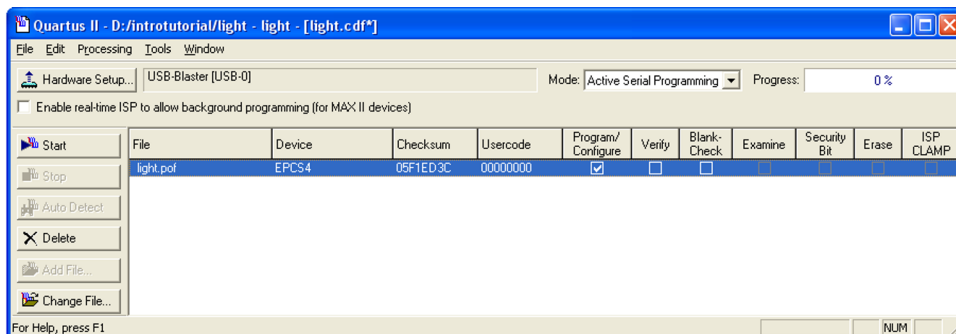 Quartus II - D:/introtutorial/light - light - [light.cdf*]
File Edit Processing Tools Window
Hardware Setup... USB-Blaster [USB-0] Mode: Active Serial Programming Progress: 0 %
Enable real-time ISP to allow background programming (for MAX II devices)
Start
Stop
Auto Detect
Delete
Add File...
Change File...
File Device Checksum Usercode Program/ Configure Verify Blank- Check Examine Security Bit Erase ISP CLAMP
light.pof EPCS4 05F1ED3C 00000000
For Help, press F1 NUM